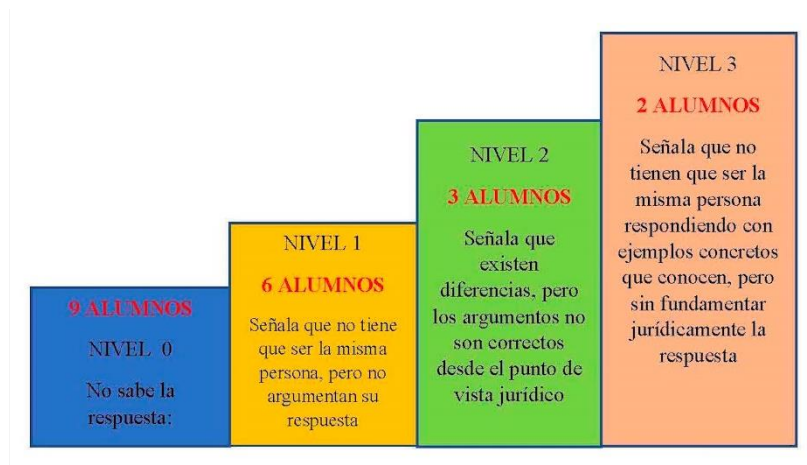 9 ALUMNOS
NIVEL 0
No sabe la
respuesta:
NIVEL 1
6 ALUMNOS
Señala que no tiene
que ser la misma
persona, pero no
argumentan su
respuesta
NIVEL 2
3 ALUMNOS
Señala que
existen
diferencias, pero
los argumentos no
son correctos
desde el punto de
vista jurídico
NIVEL 3
2 ALUMNOS
Señala que no
tienen que ser la
misma persona
respondiendo con
ejemplos concretos
que conocen, pero
sin fundamentar
jurídicamente la
respuesta